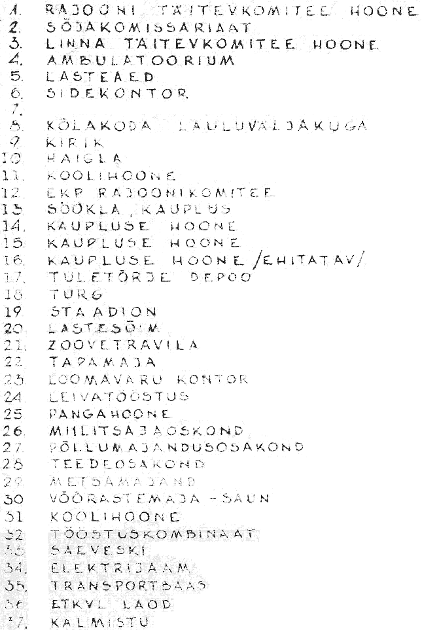 1. RAJOONI TÄITEVKOMITEE HOONE
2. SÕJAKOMISSARIAAT
3. LINNA TÄITEVKOMITEE HOONE
4. AMBULATOORIUM
5. LASTEAED
6. SIDEKONTOR
7.
8. KÕLAKODA LAULUVÄLJAKUGA
9. KIRIK
10 HAIGLA
11. KOOLIHOONE
12. EKP RAJOONIKOMITEE
13 SÖÖKLA, KAUPLUS
14. KAUPLUSE HOONE
15. KAUPLUSE HOONE
16. KAUPLUSE HOONE /EHITATAV/
17. TULETÕRJE DEPOO
18 TURG
19. STAADION
20. LASTESÕIM
21. ZOOVETRAVILA
22 TAPAMAJA
23 LOOMAVARU KONTOR
24 LEIVATÖÖSTUS
25 PANGAHOONE
26. MIILITSAJAOSKOND
27. PÕLLUMAJANDUSOSAKOND
28 TEEDEOSAKOND
29 METSAMAJAND
30 VÕÕRASTEMAJA - SAUN
31 KOOLIHOONE
32 TÖÖSTUSKOMBINAAT
33 SAEVESKI
34. ELEKTRIJAAM
35. TRANSPORTBAAS
36 ETKVL LAOD
37. KALMISTU